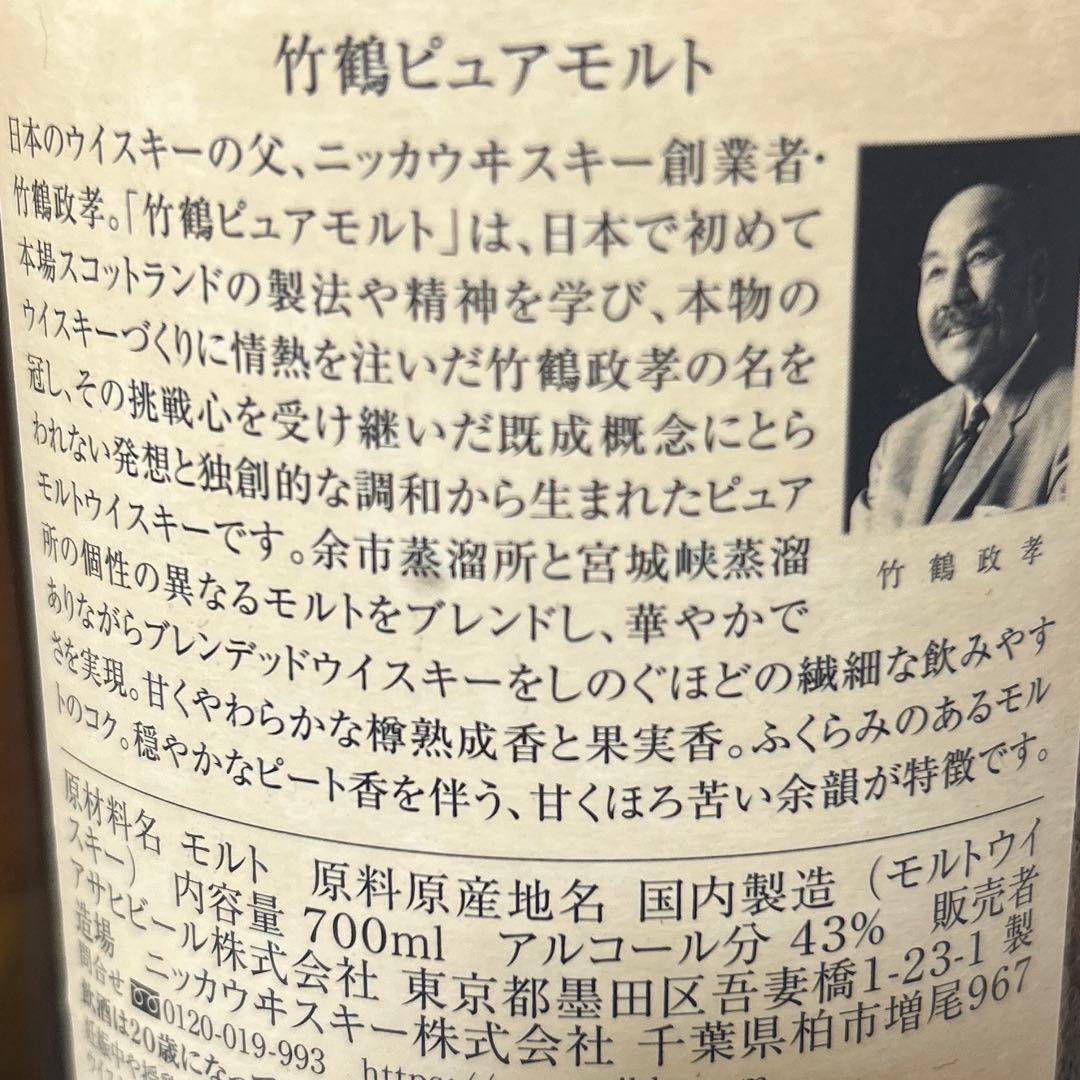 竹鶴ピュアモルト
日本のウイスキーの父、ニッカウヰスキー創業者・
竹鶴政孝。「竹鶴ピュアモルト」は、日本で初めて
本場スコットランドの製法や精神を学び、本物の
ウイスキーづくりに情熱を注いだ竹鶴政孝の名を
冠し、その挑戦心を受け継いだ既成概念にとら
われない発想と独創的な調和から生まれたピュア
モルトウイスキーです。余市蒸溜所と宮城峡蒸溜
所の個性の異なるモルトをブレンドし、華やかで
ありながらブレンデッドウイスキーをしのぐほどの繊細な飲みやす
さを実現。甘くやわらかな樽熟成香と果実香。ふくらみのあるモル
トのコク。穏やかなピート香を伴う、甘くほろ苦い余韻が特徴です。
竹鶴政孝
原材料名 モルト 原料原産地名 国内製造 (モルトウイ
スキー) 内容量 700ml アルコール分 43% 販売者
アサヒビール株式会社 東京都墨田区吾妻橋1-23-1 製
造場 ニッカウヰスキー株式会社 千葉県柏市増尾967
問合せ 0120-019-993 https:/
飲酒は20歳になっ
妊娠中や授